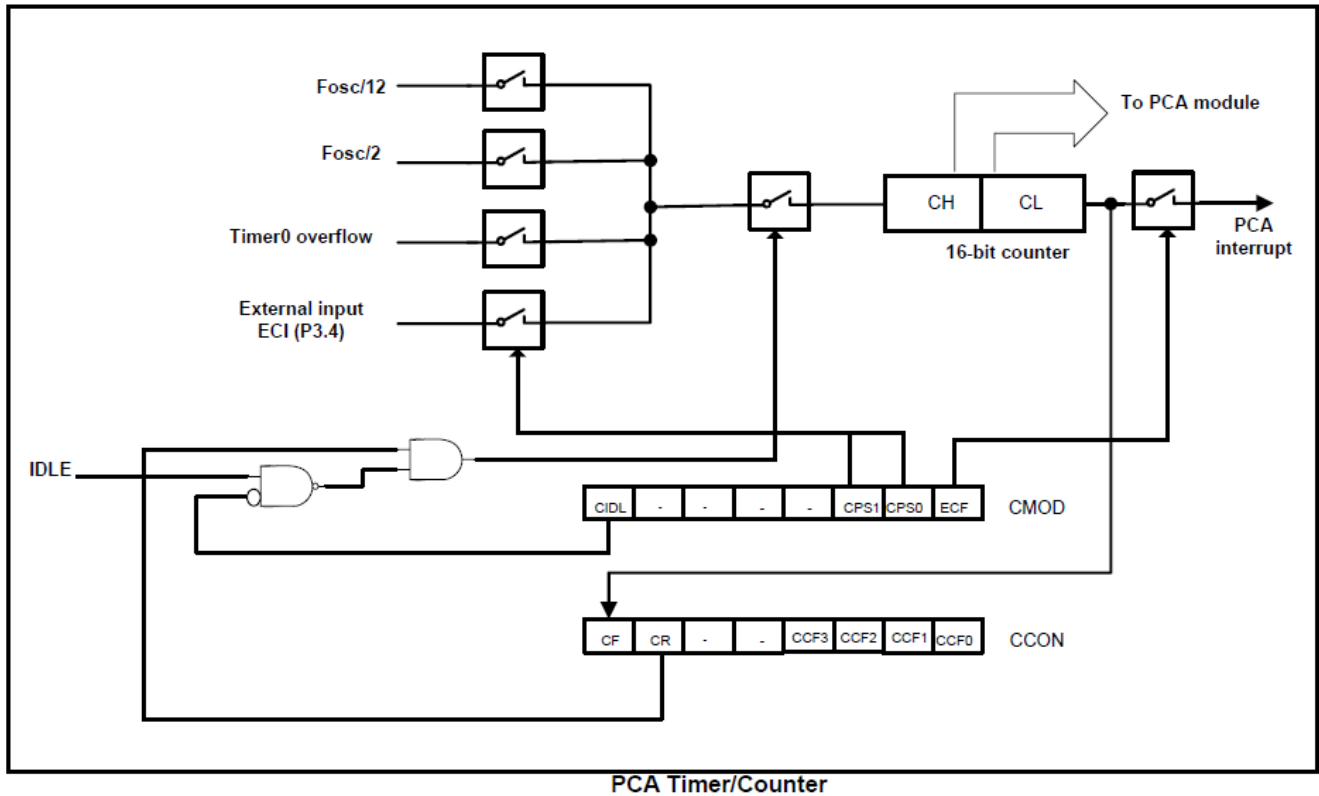 Fosc/12
To PCA module
Fosc/2
CH CL
Timer0 overflow
16-bit counter
PCA
interrupt
External input
ECI (P3.4)
IDLE
CIDL - - - - CPS1 CPS0 ECF CMOD
CF CR - - CCF3 CCF2 CCF1 CCF0 CCON
PCA Timer/Counter